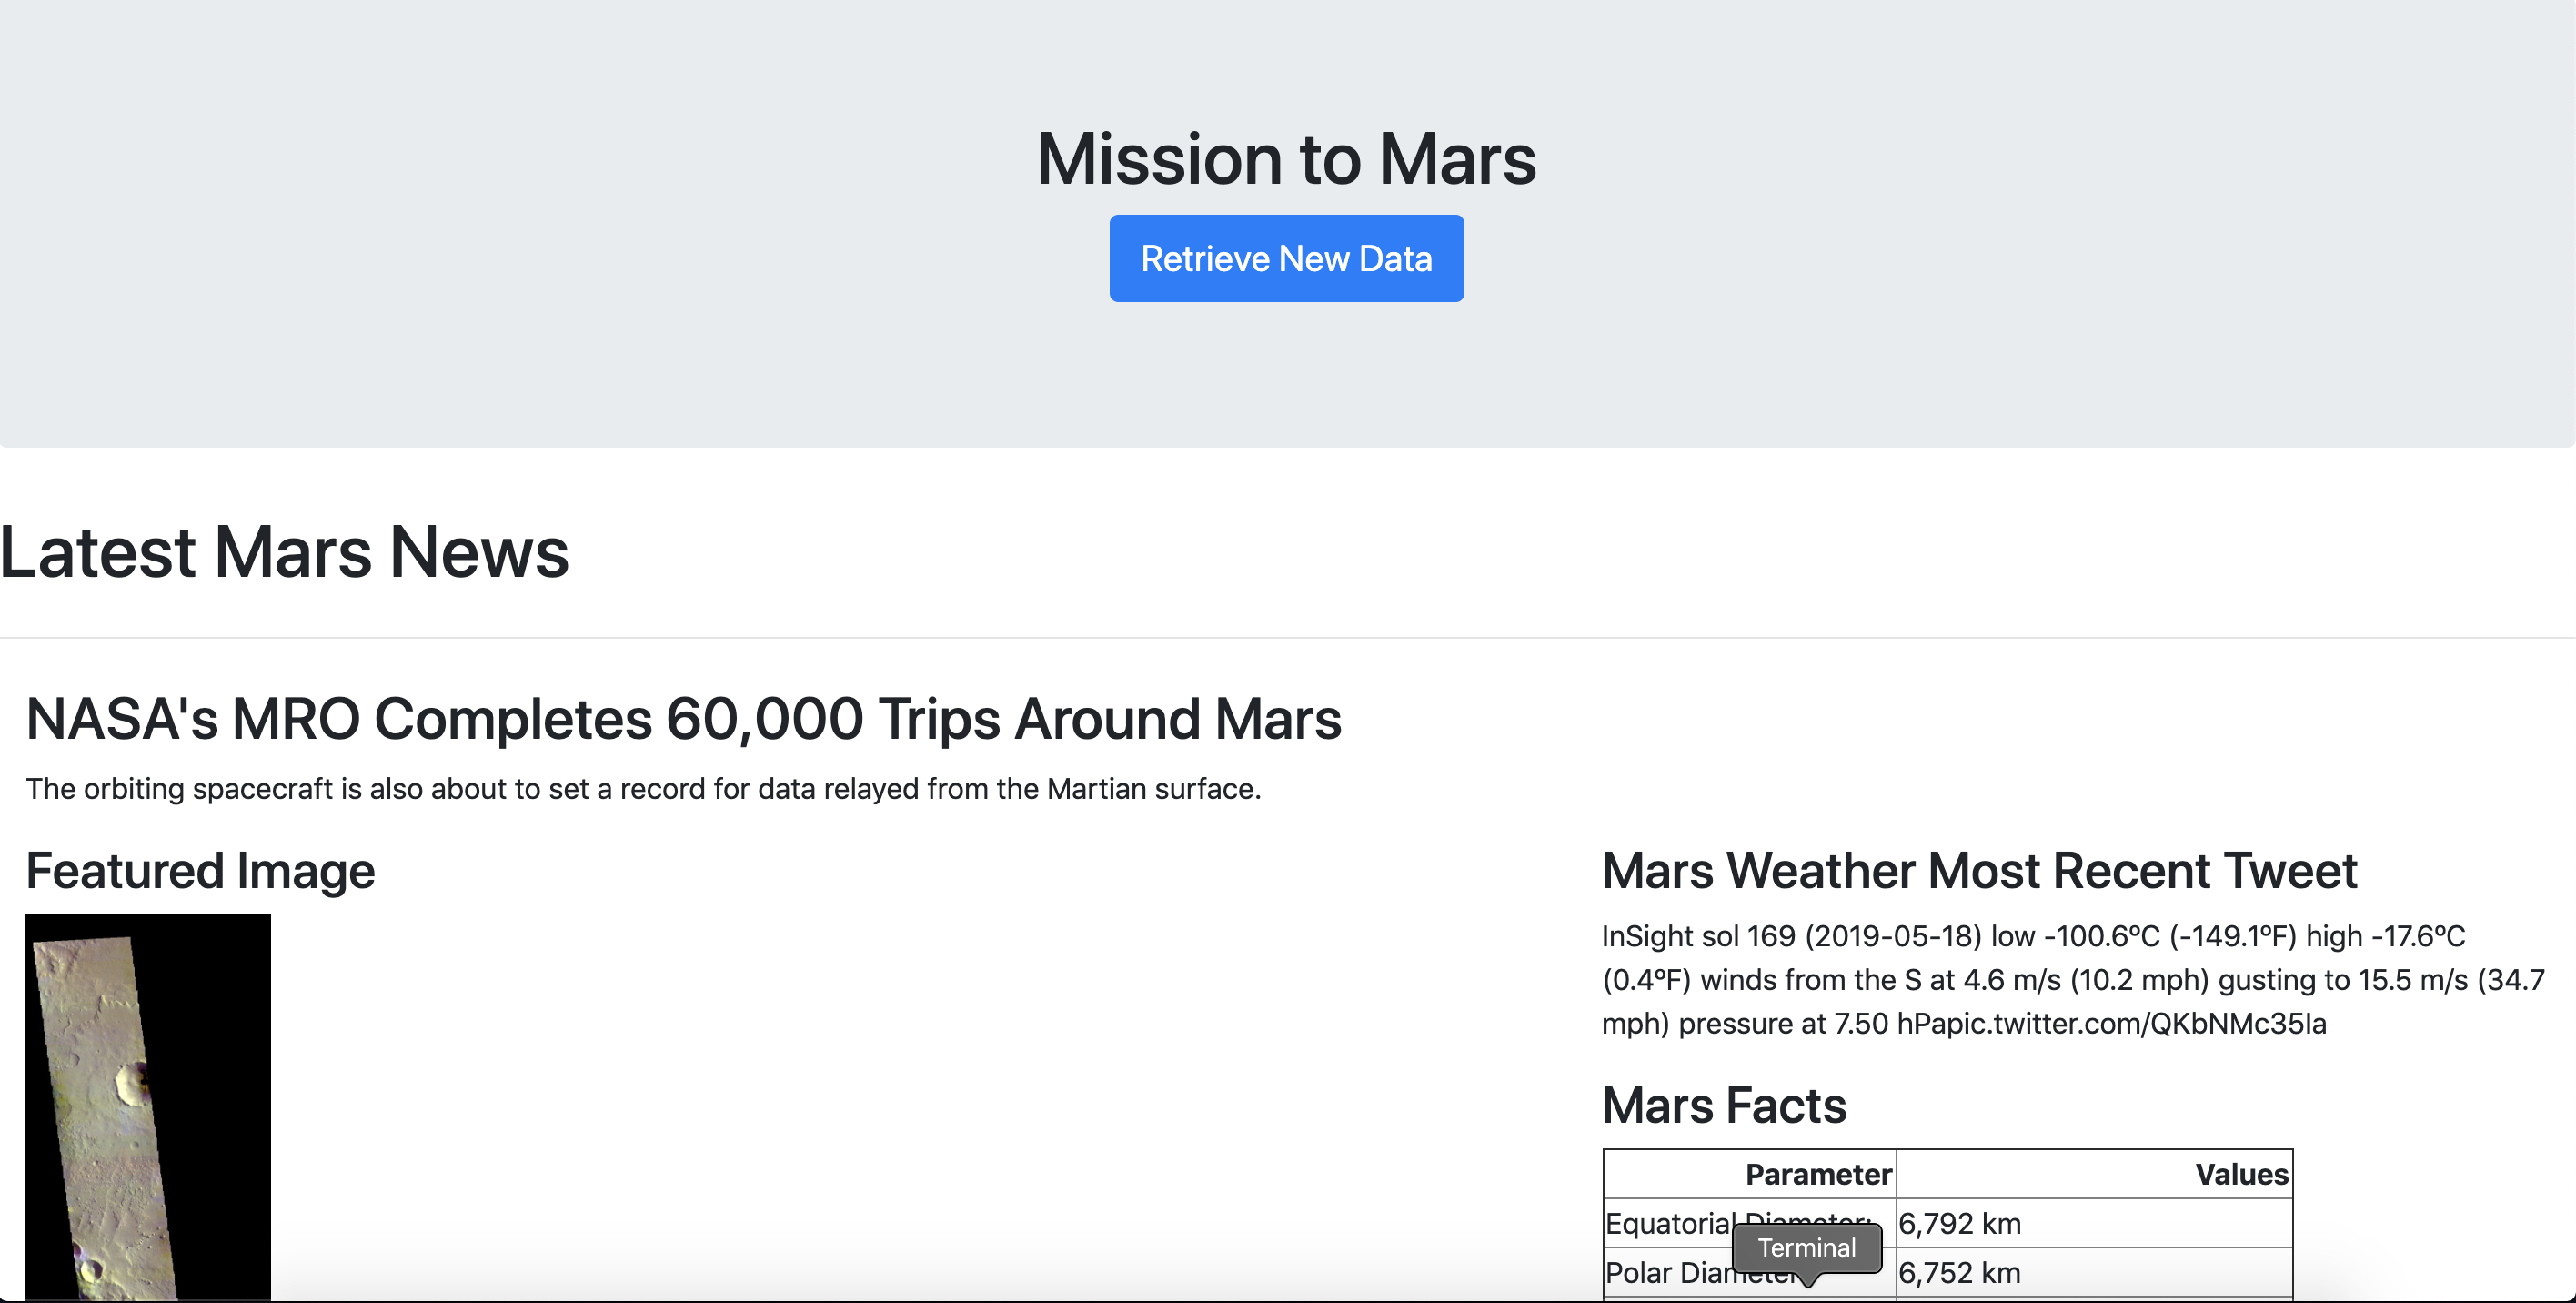 Mission to Mars
Retrieve New Data
Latest Mars News
NASA's MRO Completes 60,000 Trips Around Mars
The orbiting spacecraft is also about to set a record for data relayed from the Martian surface.
Featured Image
Mars Weather Most Recent Tweet
InSight sol 169 (2019-05-18) low -100.6ºC (-149.1ºF) high -17.6ºC
(0.4ºF) winds from the S at 4.6 m/s (10.2 mph) gusting to 15.5 m/s (34.7
mph) pressure at 7.50 hPapic.twitter.com/QKbNMc35Ia
Mars Facts
Parameter Values
Equatorial Diameter: 6,792 km
Polar Diameter 6,752 km
Terminal